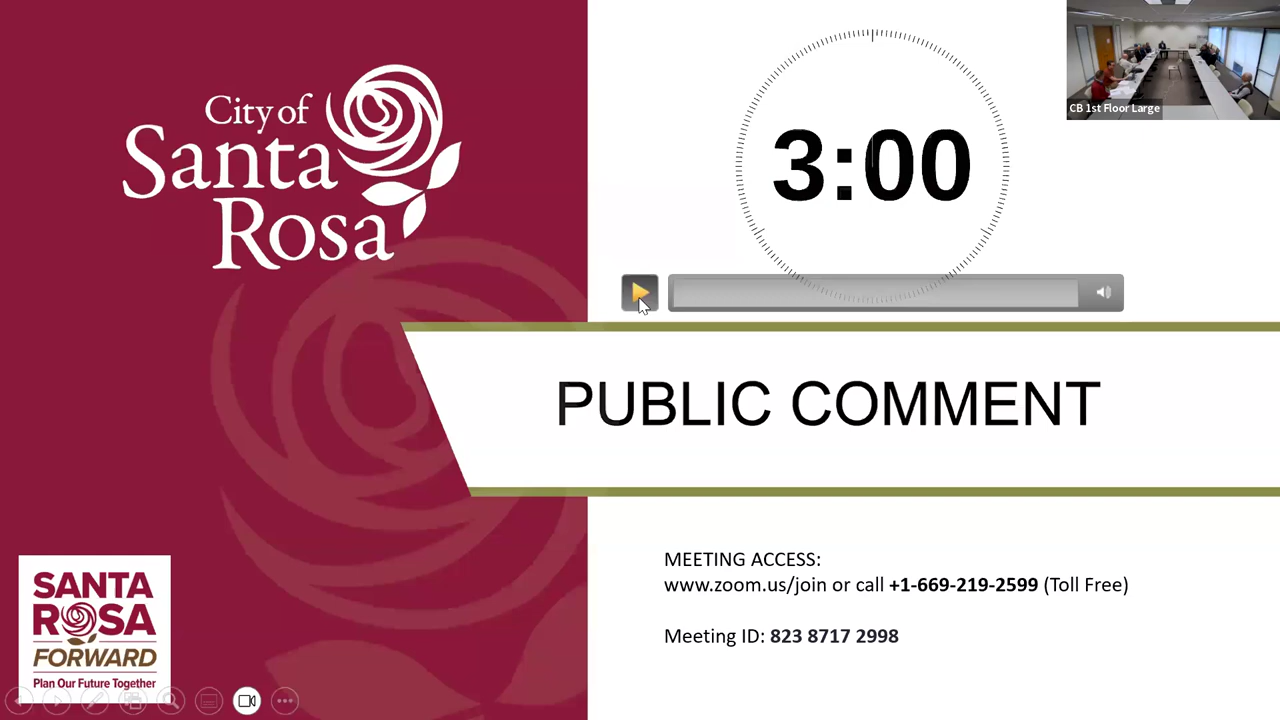 City of
Santa
Rosa
CB 1st Floor Large
3:00
PUBLIC COMMENT
MEETING ACCESS:
www.zoom.us/join or call +1-669-219-2599 (Toll Free)
Meeting ID: 823 8717 2998
SANTA
ROSA
FORWARD
Plan Our Future Together